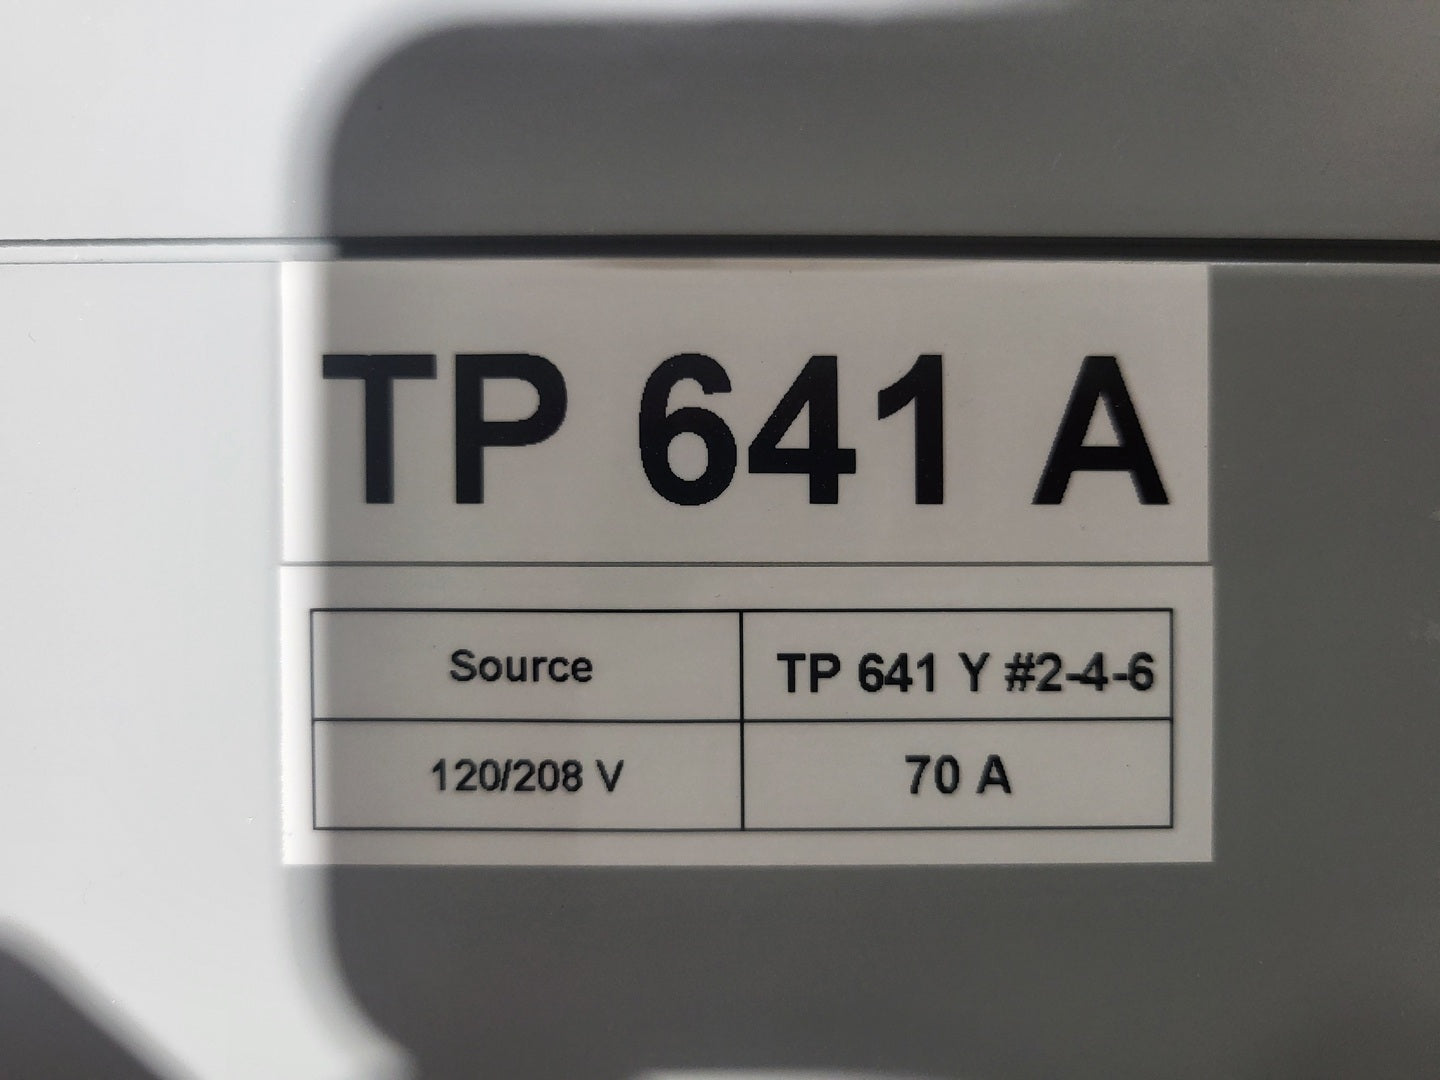 TP 641 A
Source TP 641 Y #2-4-6
120/208 V 70 A